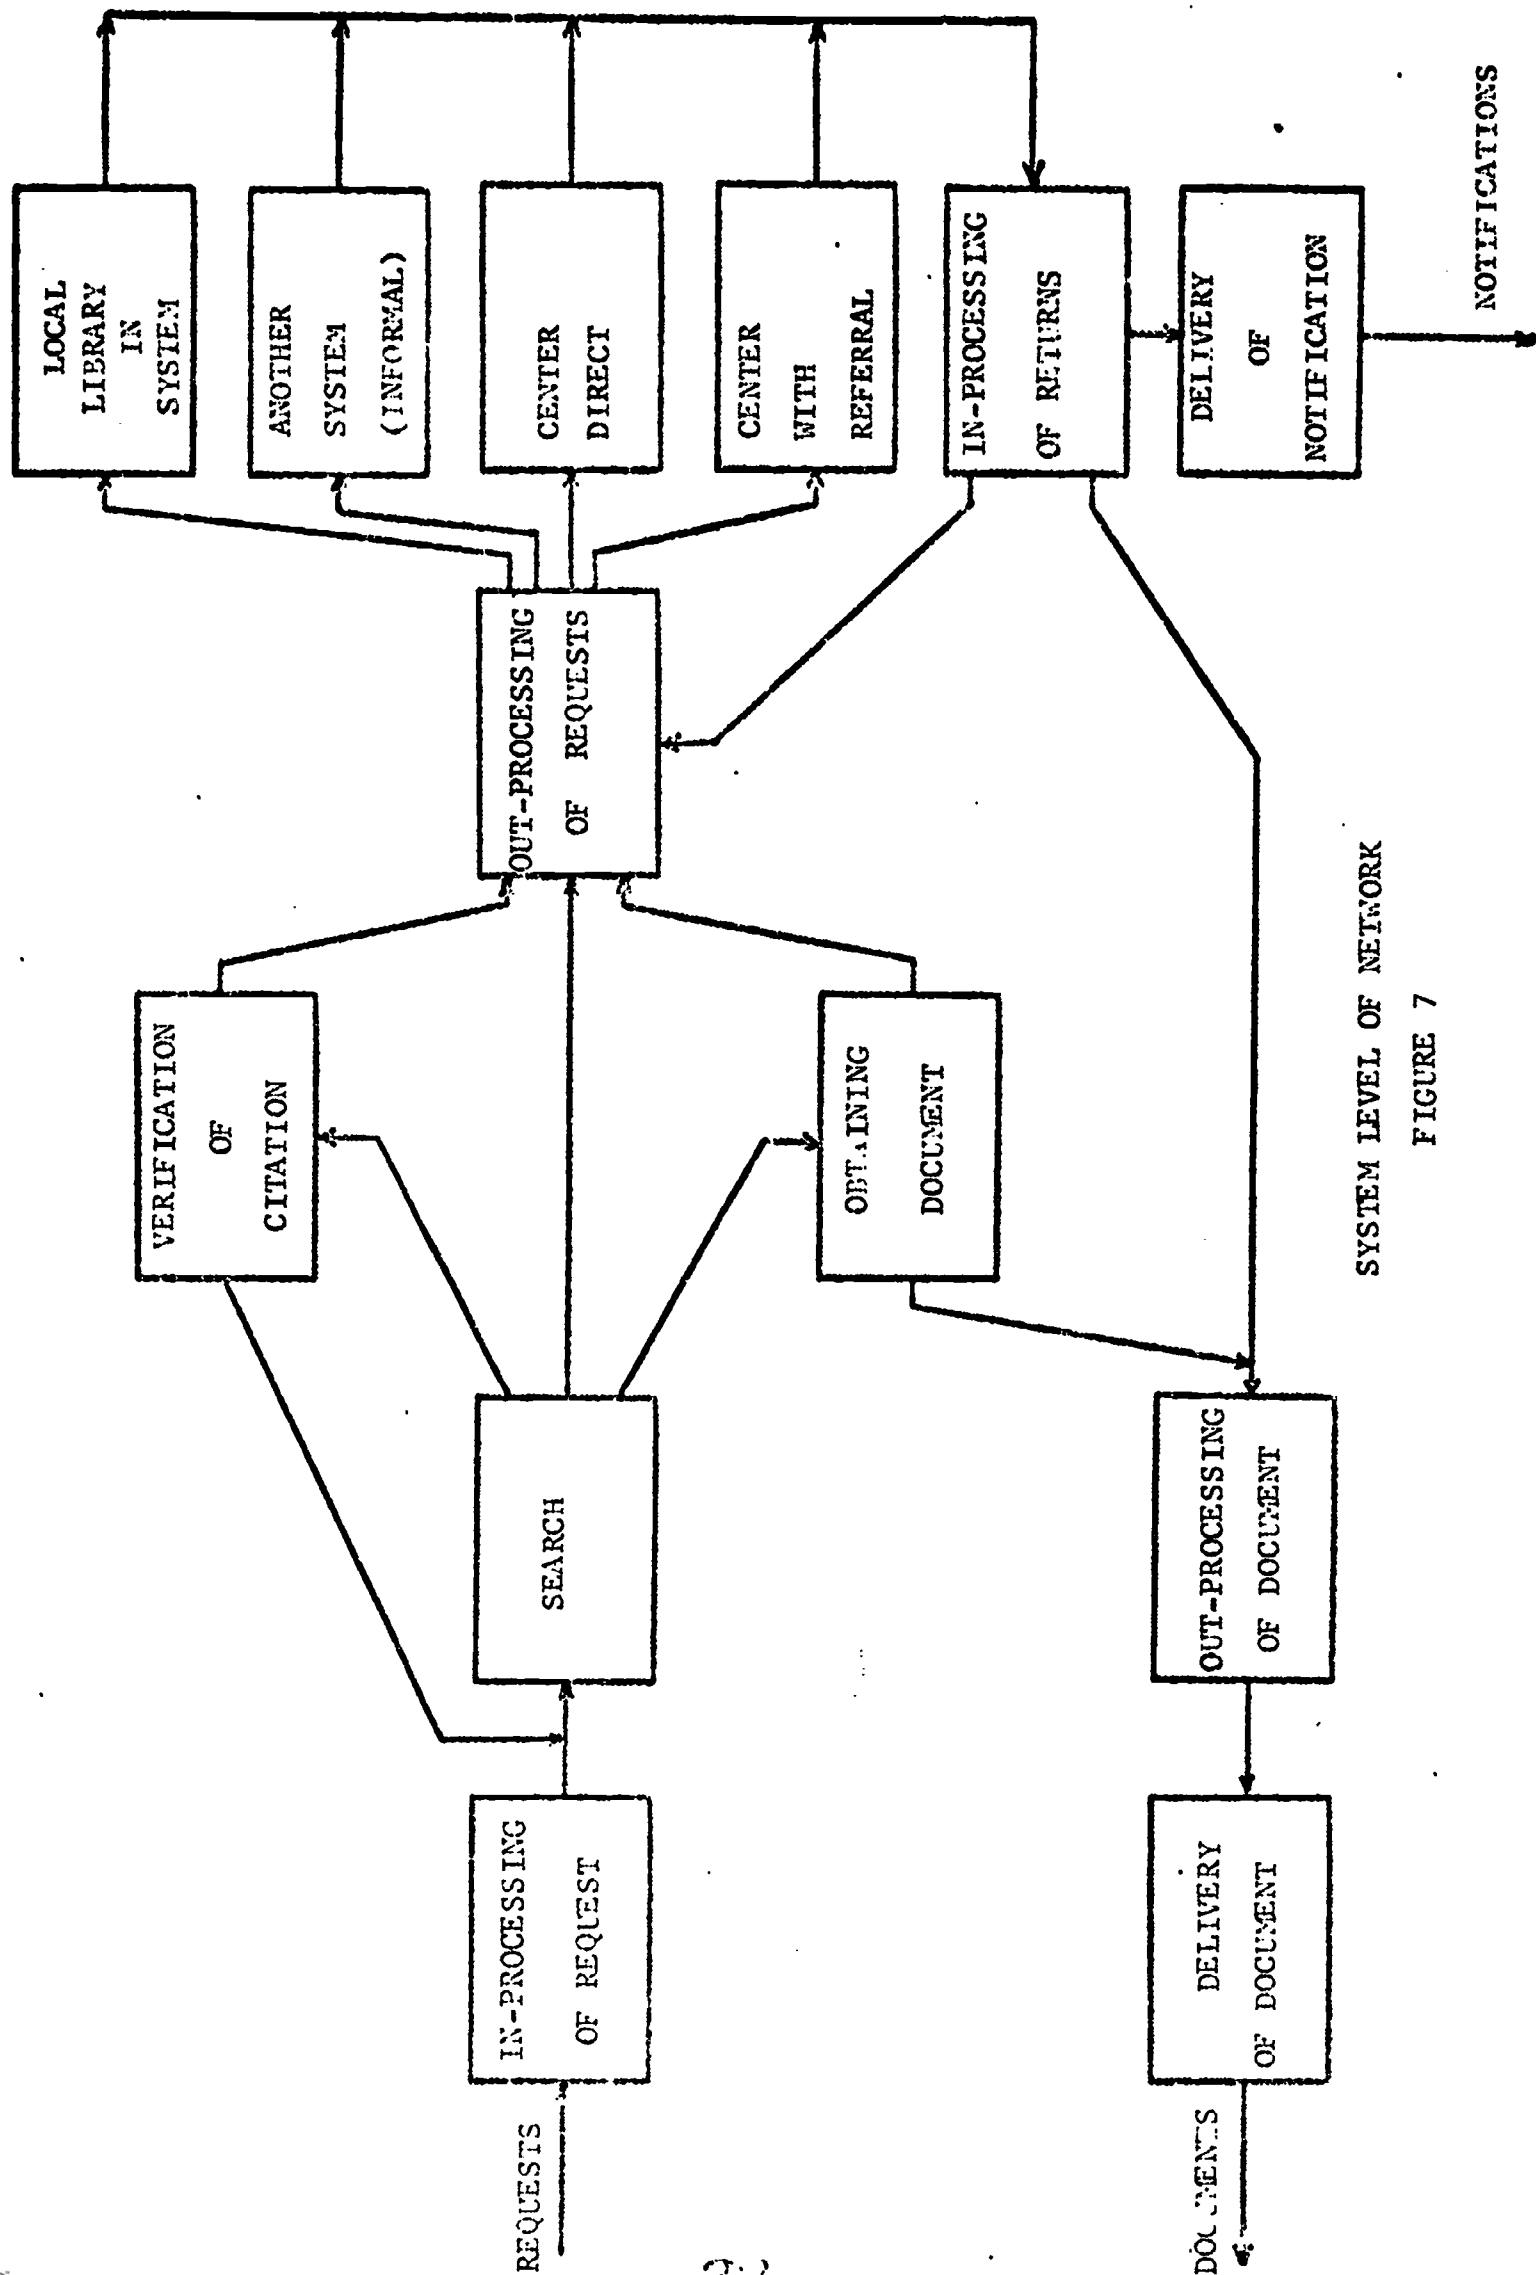 REQUESTS
IN-PROCESSING
OF REQUEST
SEARCH
VERIFICATION
OF
CITATION
OBTAINING
DOCUMENT
OUT-PROCESSING
OF REQUESTS
LOCAL
LIBRARY
IN
SYSTEM
ANOTHER
SYSTEM
(INFORMAL)
CENTER
DIRECT
CENTER
WITH
REFERRAL
IN-PROCESSING
OF RETURNS
DELIVERY
OF
NOTIFICATION
NOTIFICATIONS
OUT-PROCESSING
OF DOCUMENT
DELIVERY
OF DOCUMENT
DOCUMENTS
SYSTEM LEVEL OF NETWORK
FIGURE 7